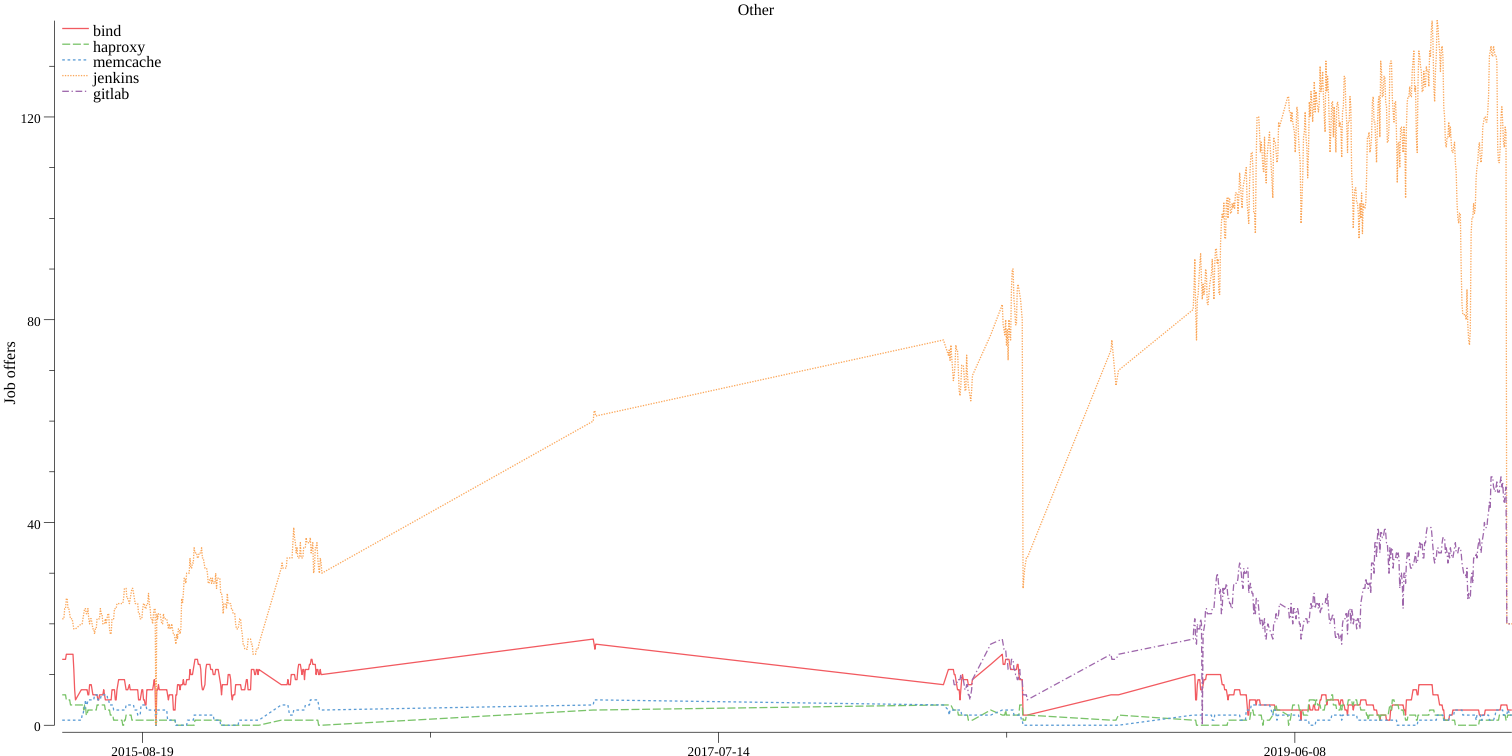 Other
bind
haproxy
memcache
jenkins
gitlab
120
80
40
0
Job offers
2015-08-19
2017-07-14
2019-06-08